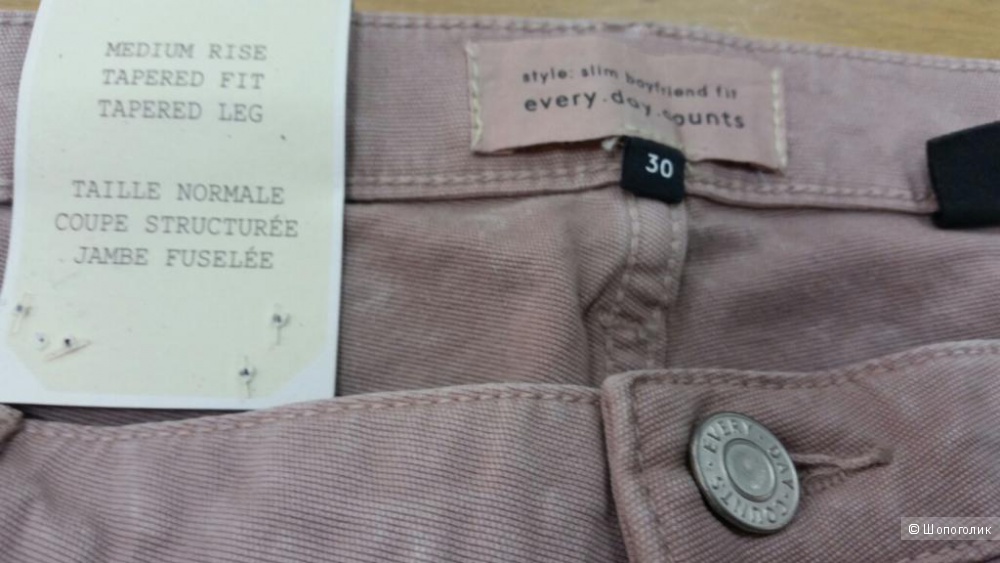 MEDIUM RISE
TAPERED FIT
TAPERED LEG
TAILLE NORMALE
COUPE STRUCTURÉE
JAMBE FUSELÉE
style: slim boyfriend fit
every.day.counts
30
EVERY · DAY · COUNTS ·
© Шопоголик